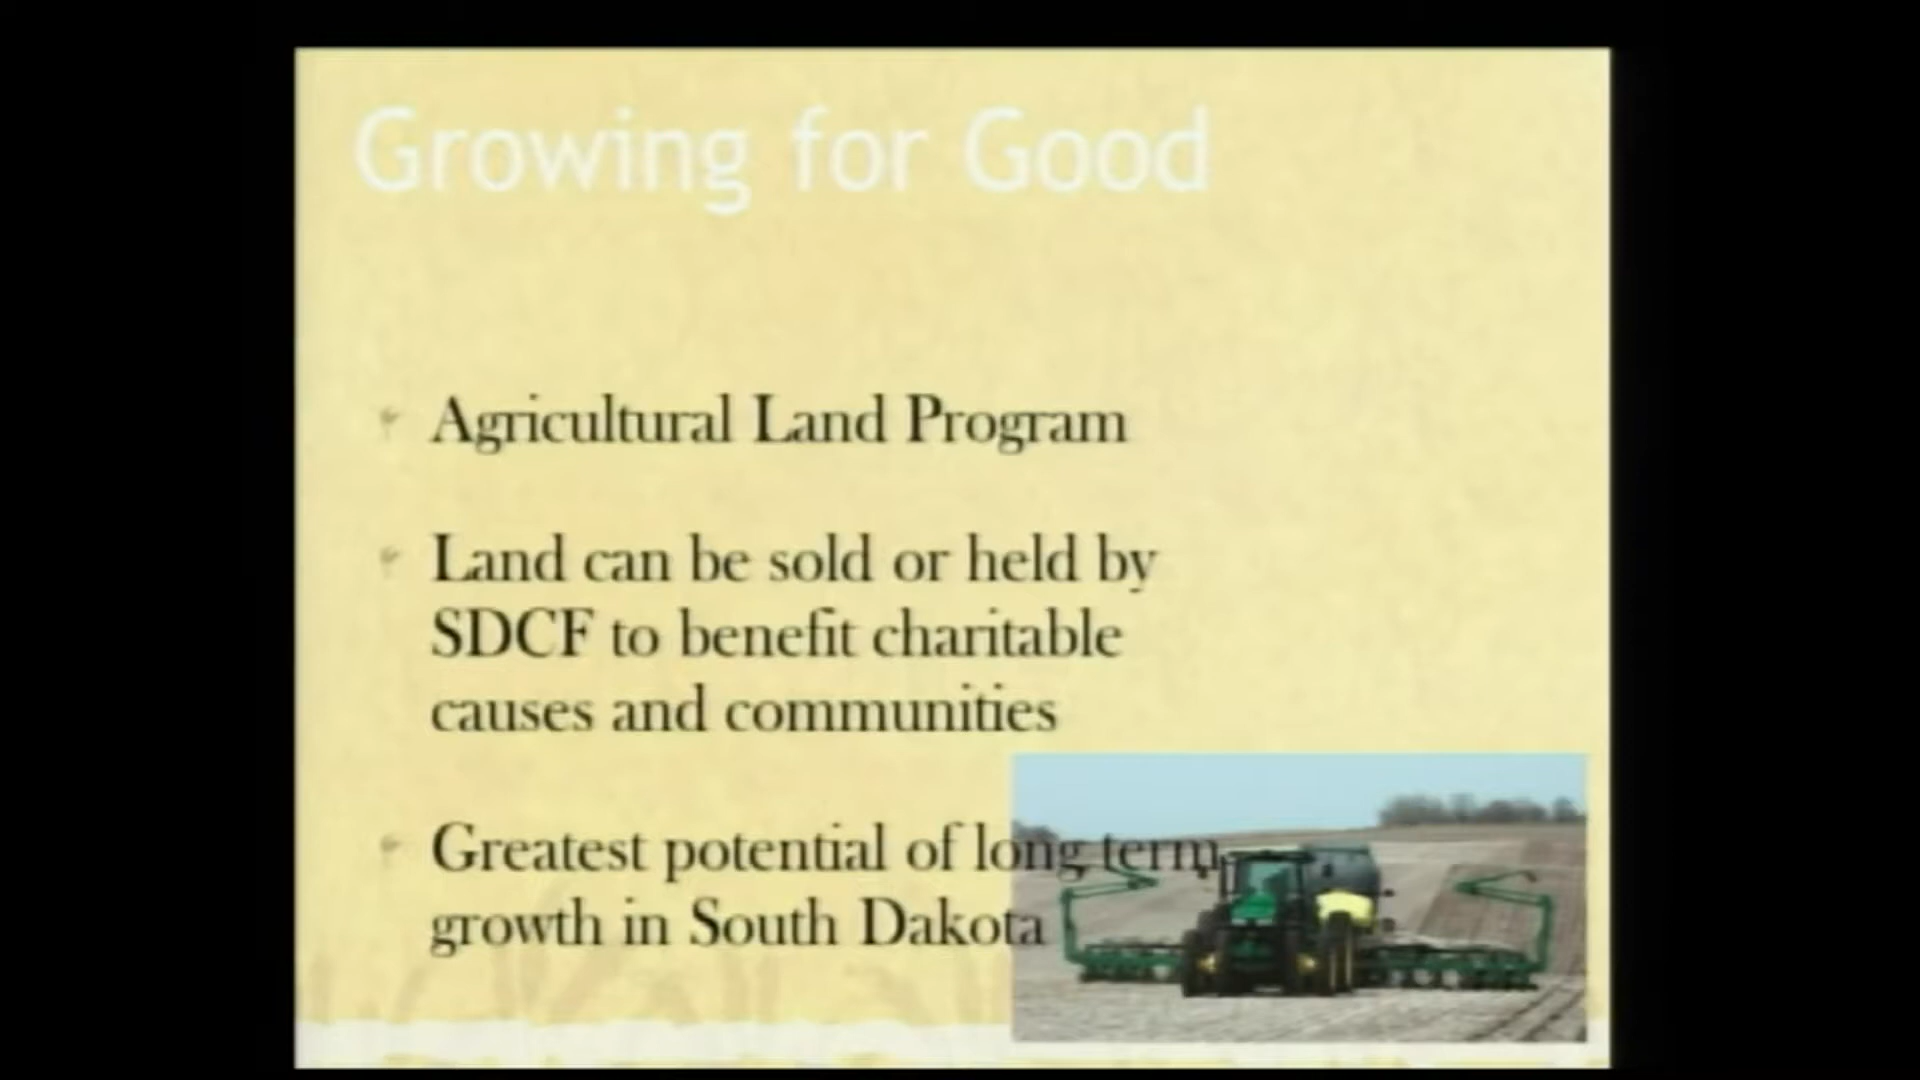 Growing for Good
Agricultural Land Program
Land can be sold or held by
SDCF to benefit charitable
causes and communities
Greatest potential of long term
growth in South Dakota